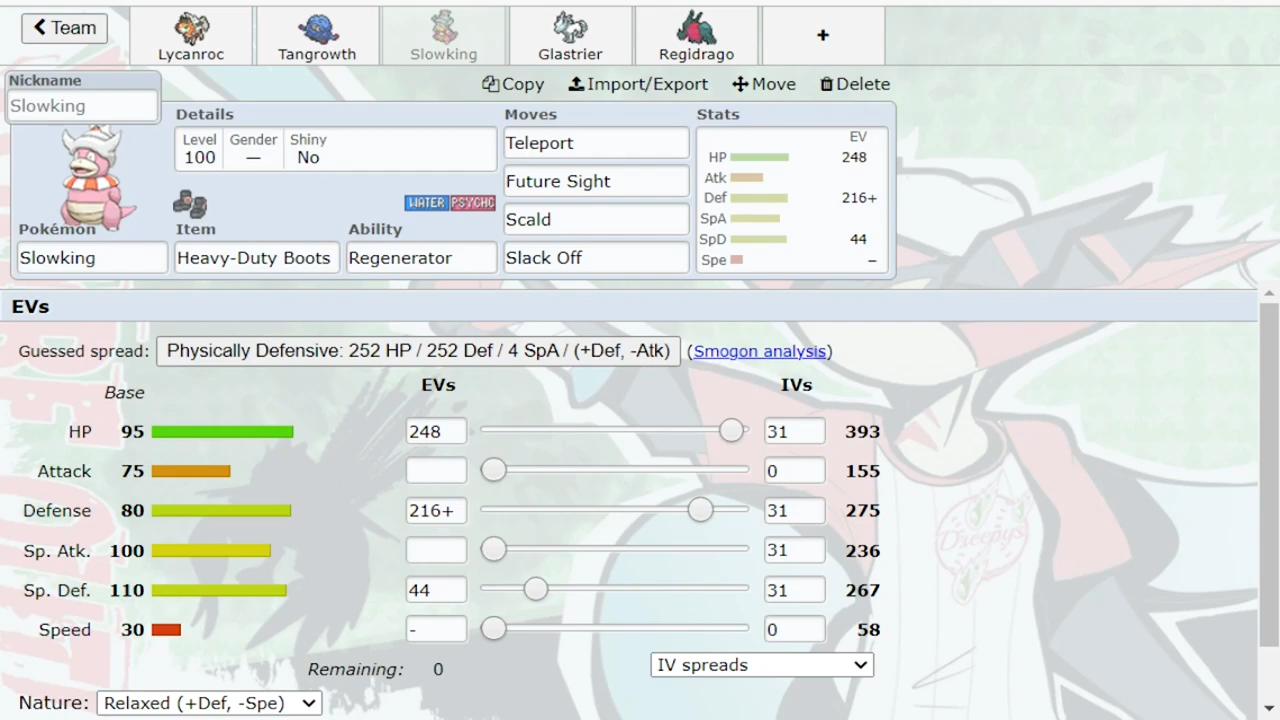 Team
Lycanroc
Tangrowth
Slowking
Glastrier
Regidrago
+
Copy
Import/Export
Move
Delete
Nickname
Slowking
Details
Moves
Stats
Level
Gender
Shiny
100
—
No
Teleport
Future Sight
Scald
Slack Off
EV
HP 248
Atk
Def 216+
SpA
SpD 44
Spe –
WATER PSYCHC
Pokémon
Item
Ability
Slowking
Heavy-Duty Boots
Regenerator
EVs
Guessed spread: Physically Defensive: 252 HP / 252 Def / 4 SpA / (+Def, -Atk) (Smogon analysis)
Base EVs IVs
HP 95 248 31 393
Attack 75 0 155
Defense 80 216+ 31 275
Sp. Atk. 100 31 236
Sp. Def. 110 44 31 267
Speed 30 - 0 58
Remaining: 0 IV spreads
Nature: Relaxed (+Def, -Spe)
Dreepys